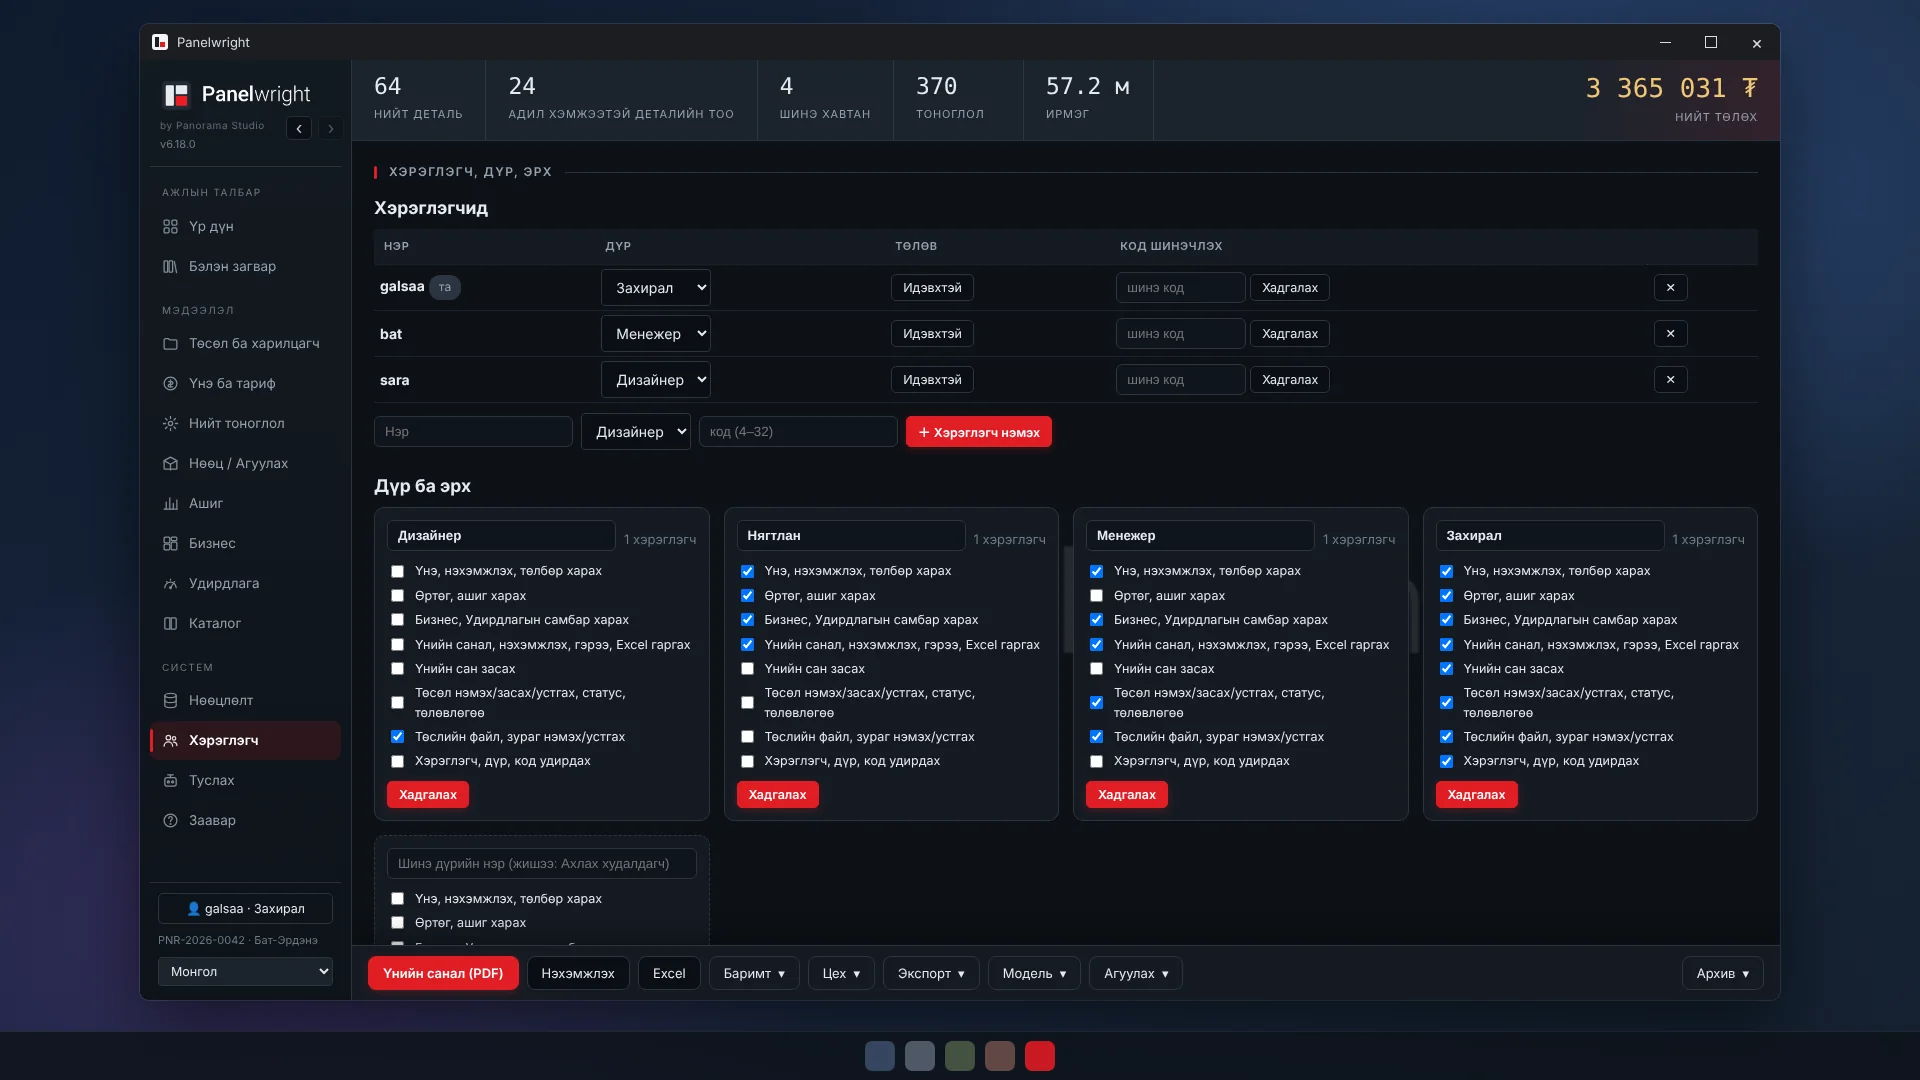 Panelwright
Panelwright
by Panorama Studio
v6.18.0
АЖЛЫН ТАЛБАР
Үр дүн
Бэлэн загвар
МЭДЭЭЛЭЛ
Төсөл ба харилцагч
Үнэ ба тариф
Нийт тоноглол
Нөөц / Агуулах
Ашиг
Бизнес
Удирдлага
Каталог
СИСТЕМ
Нөөцлөлт
Хэрэглэгч
Туслах
Заавар
galsaa · Захирал
PNR-2026-0042 · Бат-Эрдэнэ
Монгол
64
НИЙТ ДЕТАЛЬ
24
АДИЛ ХЭМЖЭЭТЭЙ ДЕТАЛИЙН ТОО
4
ШИНЭ ХАВТАН
370
ТОНОГЛОЛ
57.2 м
ИРМЭГ
3 365 031 ₮
НИЙТ ТӨЛӨХ
ХЭРЭГЛЭГЧ, ДҮР, ЭРХ
Хэрэглэгчид
НЭР ДҮР ТӨЛӨВ КОД ШИНЭЧЛЭХ
galsaa та Захирал Идэвхтэй шинэ код Хадгалах ✕
bat Менежер Идэвхтэй шинэ код Хадгалах ✕
sara Дизайнер Идэвхтэй шинэ код Хадгалах ✕
Нэр Дизайнер код (4–32) + Хэрэглэгч нэмэх
Дүр ба эрх
Дизайнер 1 хэрэглэгч
Үнэ, нэхэмжлэх, төлбөр харах
Өртөг, ашиг харах
Бизнес, Удирдлагын самбар харах
Үнийн санал, нэхэмжлэх, гэрээ, Excel гаргах
Үнийн сан засах
Төсөл нэмэх/засах/устгах, статус,
төлөвлөгөө
Төслийн файл, зураг нэмэх/устгах
Хэрэглэгч, дүр, код удирдах
Хадгалах
Нягтлан 1 хэрэглэгч
Үнэ, нэхэмжлэх, төлбөр харах
Өртөг, ашиг харах
Бизнес, Удирдлагын самбар харах
Үнийн санал, нэхэмжлэх, гэрээ, Excel гаргах
Үнийн сан засах
Төсөл нэмэх/засах/устгах, статус,
төлөвлөгөө
Төслийн файл, зураг нэмэх/устгах
Хэрэглэгч, дүр, код удирдах
Хадгалах
Менежер 1 хэрэглэгч
Үнэ, нэхэмжлэх, төлбөр харах
Өртөг, ашиг харах
Бизнес, Удирдлагын самбар харах
Үнийн санал, нэхэмжлэх, гэрээ, Excel гаргах
Үнийн сан засах
Төсөл нэмэх/засах/устгах, статус,
төлөвлөгөө
Төслийн файл, зураг нэмэх/устгах
Хэрэглэгч, дүр, код удирдах
Хадгалах
Захирал 1 хэрэглэгч
Үнэ, нэхэмжлэх, төлбөр харах
Өртөг, ашиг харах
Бизнес, Удирдлагын самбар харах
Үнийн санал, нэхэмжлэх, гэрээ, Excel гаргах
Үнийн сан засах
Төсөл нэмэх/засах/устгах, статус,
төлөвлөгөө
Төслийн файл, зураг нэмэх/устгах
Хэрэглэгч, дүр, код удирдах
Хадгалах
Шинэ дүрийн нэр (жишээ: Ахлах худалдагч)
Үнэ, нэхэмжлэх, төлбөр харах
Өртөг, ашиг харах
Үнийн санал (PDF) Нэхэмжлэх Excel Баримт ▾ Цех ▾ Экспорт ▾ Модель ▾ Агуулах ▾ Архив ▾